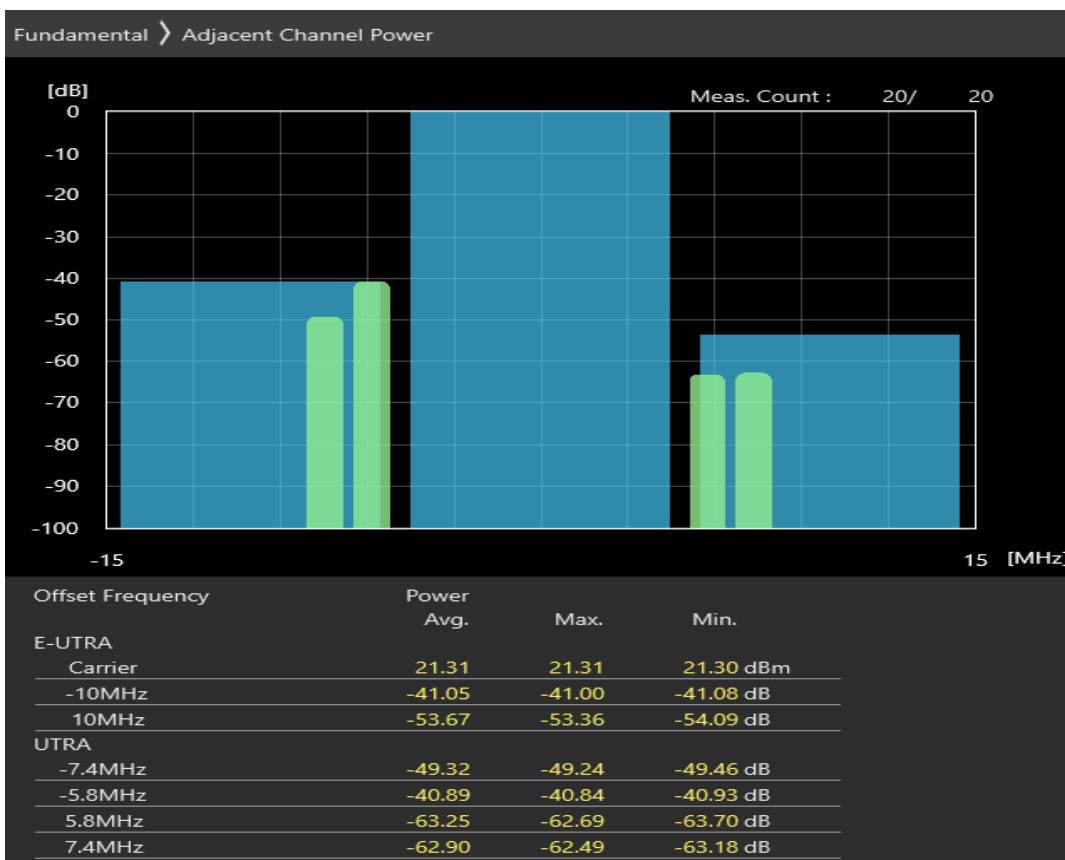 Fundamental 〉 Adjacent Channel Power
[dB]
Meas. Count : 20/ 20
0
-10
-20
-30
-40
-50
-60
-70
-80
-90
-100
-15 15 [MHz]
Offset Frequency Power
Avg. Max. Min.
E-UTRA
Carrier 21.31 21.31 21.30 dBm
-10MHz -41.05 -41.00 -41.08 dB
10MHz -53.67 -53.36 -54.09 dB
UTRA
-7.4MHz -49.32 -49.24 -49.46 dB
-5.8MHz -40.89 -40.84 -40.93 dB
5.8MHz -63.25 -62.69 -63.70 dB
7.4MHz -62.90 -62.49 -63.18 dB